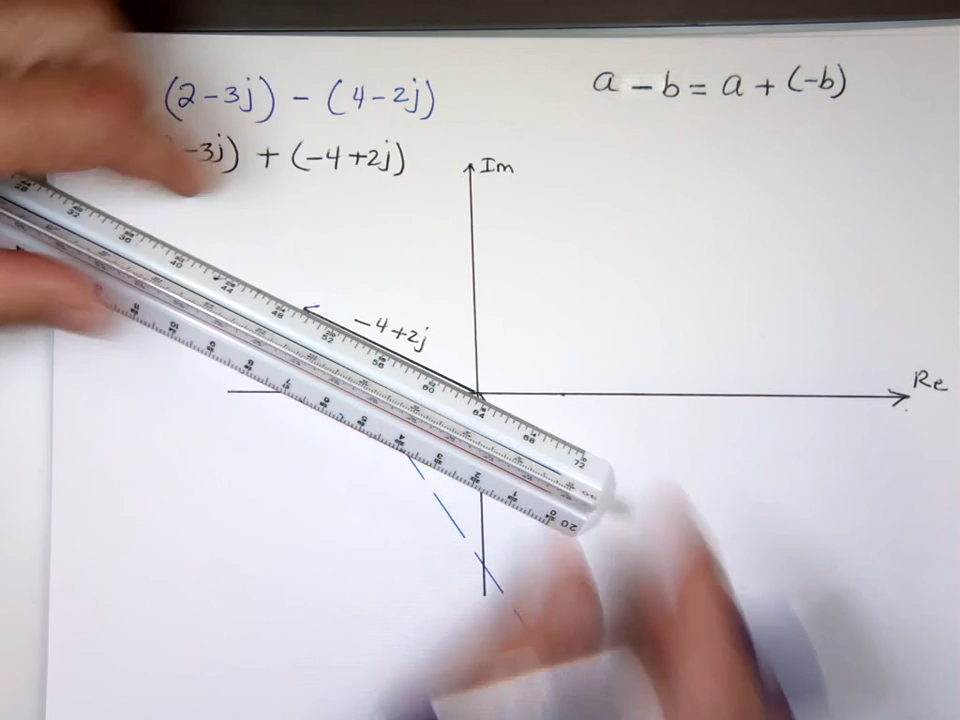 (2-3j) - (4-2j)
a - b = a + (-b)
-3j) + (-4+2j)
Im
-4+2j
Re